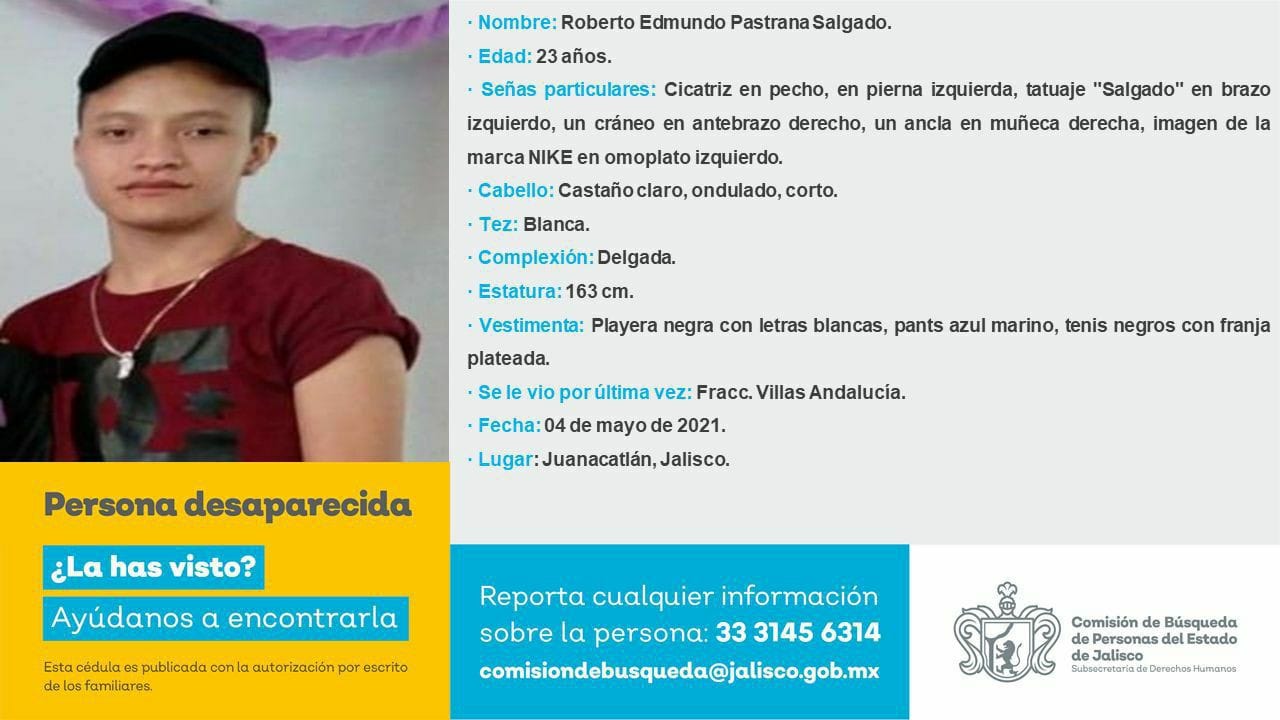 · Nombre: Roberto Edmundo Pastrana Salgado.
· Edad: 23 años.
· Señas particulares: Cicatriz en pecho, en pierna izquierda, tatuaje "Salgado" en brazo
izquierdo, un cráneo en antebrazo derecho, un ancla en muñeca derecha, imagen de la
marca NIKE en omoplato izquierdo.
· Cabello: Castaño claro, ondulado, corto.
· Tez: Blanca.
· Complexión: Delgada.
· Estatura: 163 cm.
· Vestimenta: Playera negra con letras blancas, pants azul marino, tenis negros con franja
plateada.
· Se le vio por última vez: Fracc. Villas Andalucía.
· Fecha: 04 de mayo de 2021.
· Lugar: Juanacatlán, Jalisco.
Persona desaparecida
¿La has visto?
Ayúdanos a encontrarla
Esta cédula es publicada con la autorización por escrito
de los familiares.
Reporta cualquier información
sobre la persona: 33 3145 6314
comisiondebusqueda@jalisco.gob.mx
Comisión de Búsqueda
de Personas del Estado
de Jalisco
Subsecretaría de Derechos Humanos